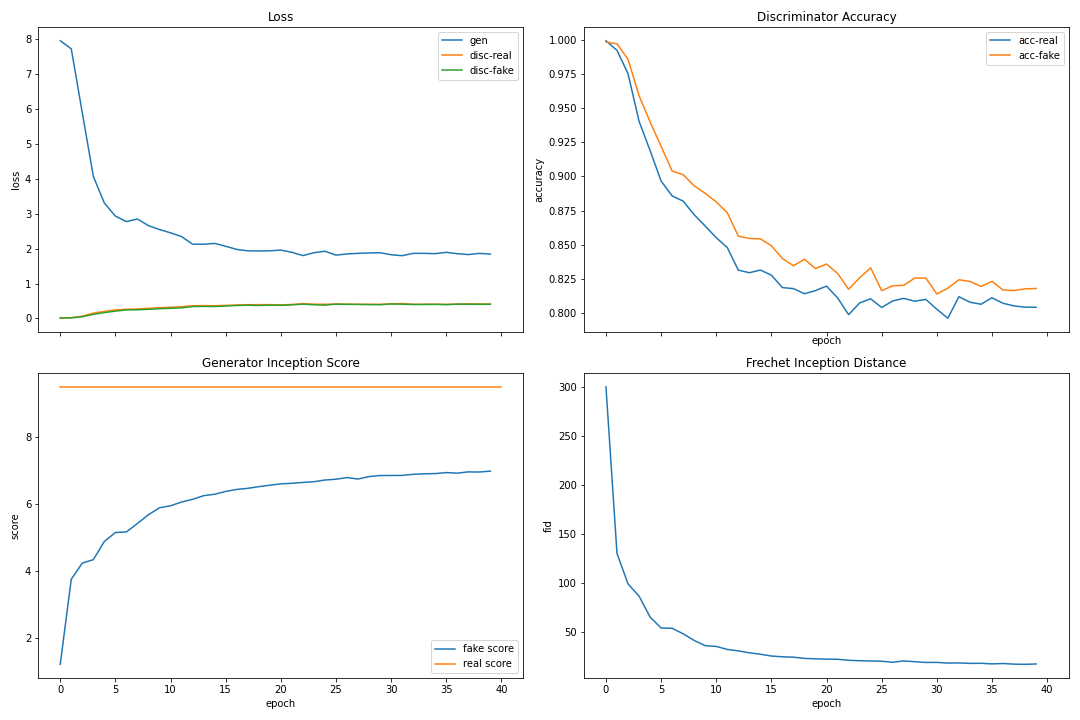 Loss
8
7
6
5
4
3
2
1
0
loss
gen
disc-real
disc-fake
Discriminator Accuracy
1.000
0.975
0.950
0.925
0.900
0.875
0.850
0.825
0.800
accuracy
acc-real
acc-fake
epoch
Generator Inception Score
8
6
4
2
score
fake score
real score
0 5 10 15 20 25 30 35 40
epoch
Frechet Inception Distance
300
250
200
150
100
50
fid
0 5 10 15 20 25 30 35 40
epoch